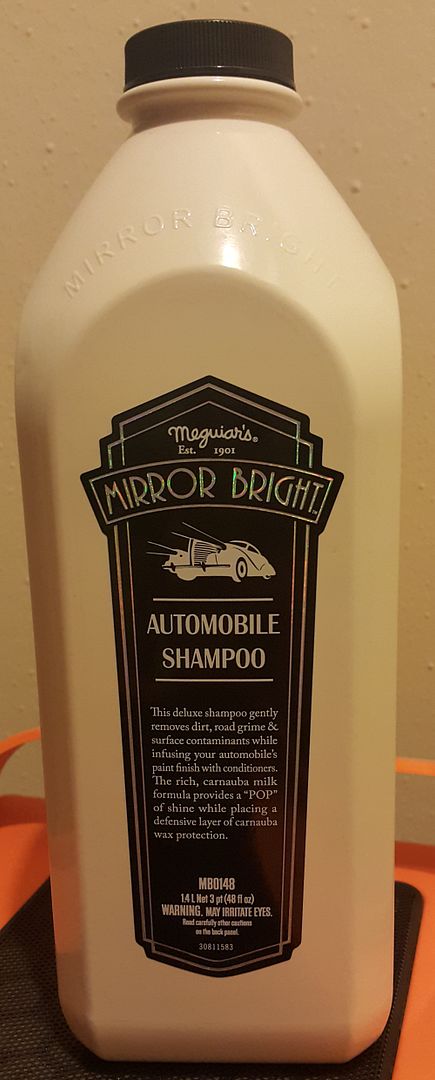 MIRROR BRIGHT
Meguiar's®
Est. 1901
MIRROR BRIGHT™
AUTOMOBILE
SHAMPOO
This deluxe shampoo gently
removes dirt, road grime &
surface contaminants while
infusing your automobile's
paint finish with conditioners.
The rich, carnauba milk
formula provides a “POP”
of shine while placing a
defensive layer of carnauba
wax protection.
MB0148
1.4 L Net 3 pt (48 fl oz)
WARNING. MAY IRRITATE EYES.
Read carefully other cautions
on the back panel.
30811583